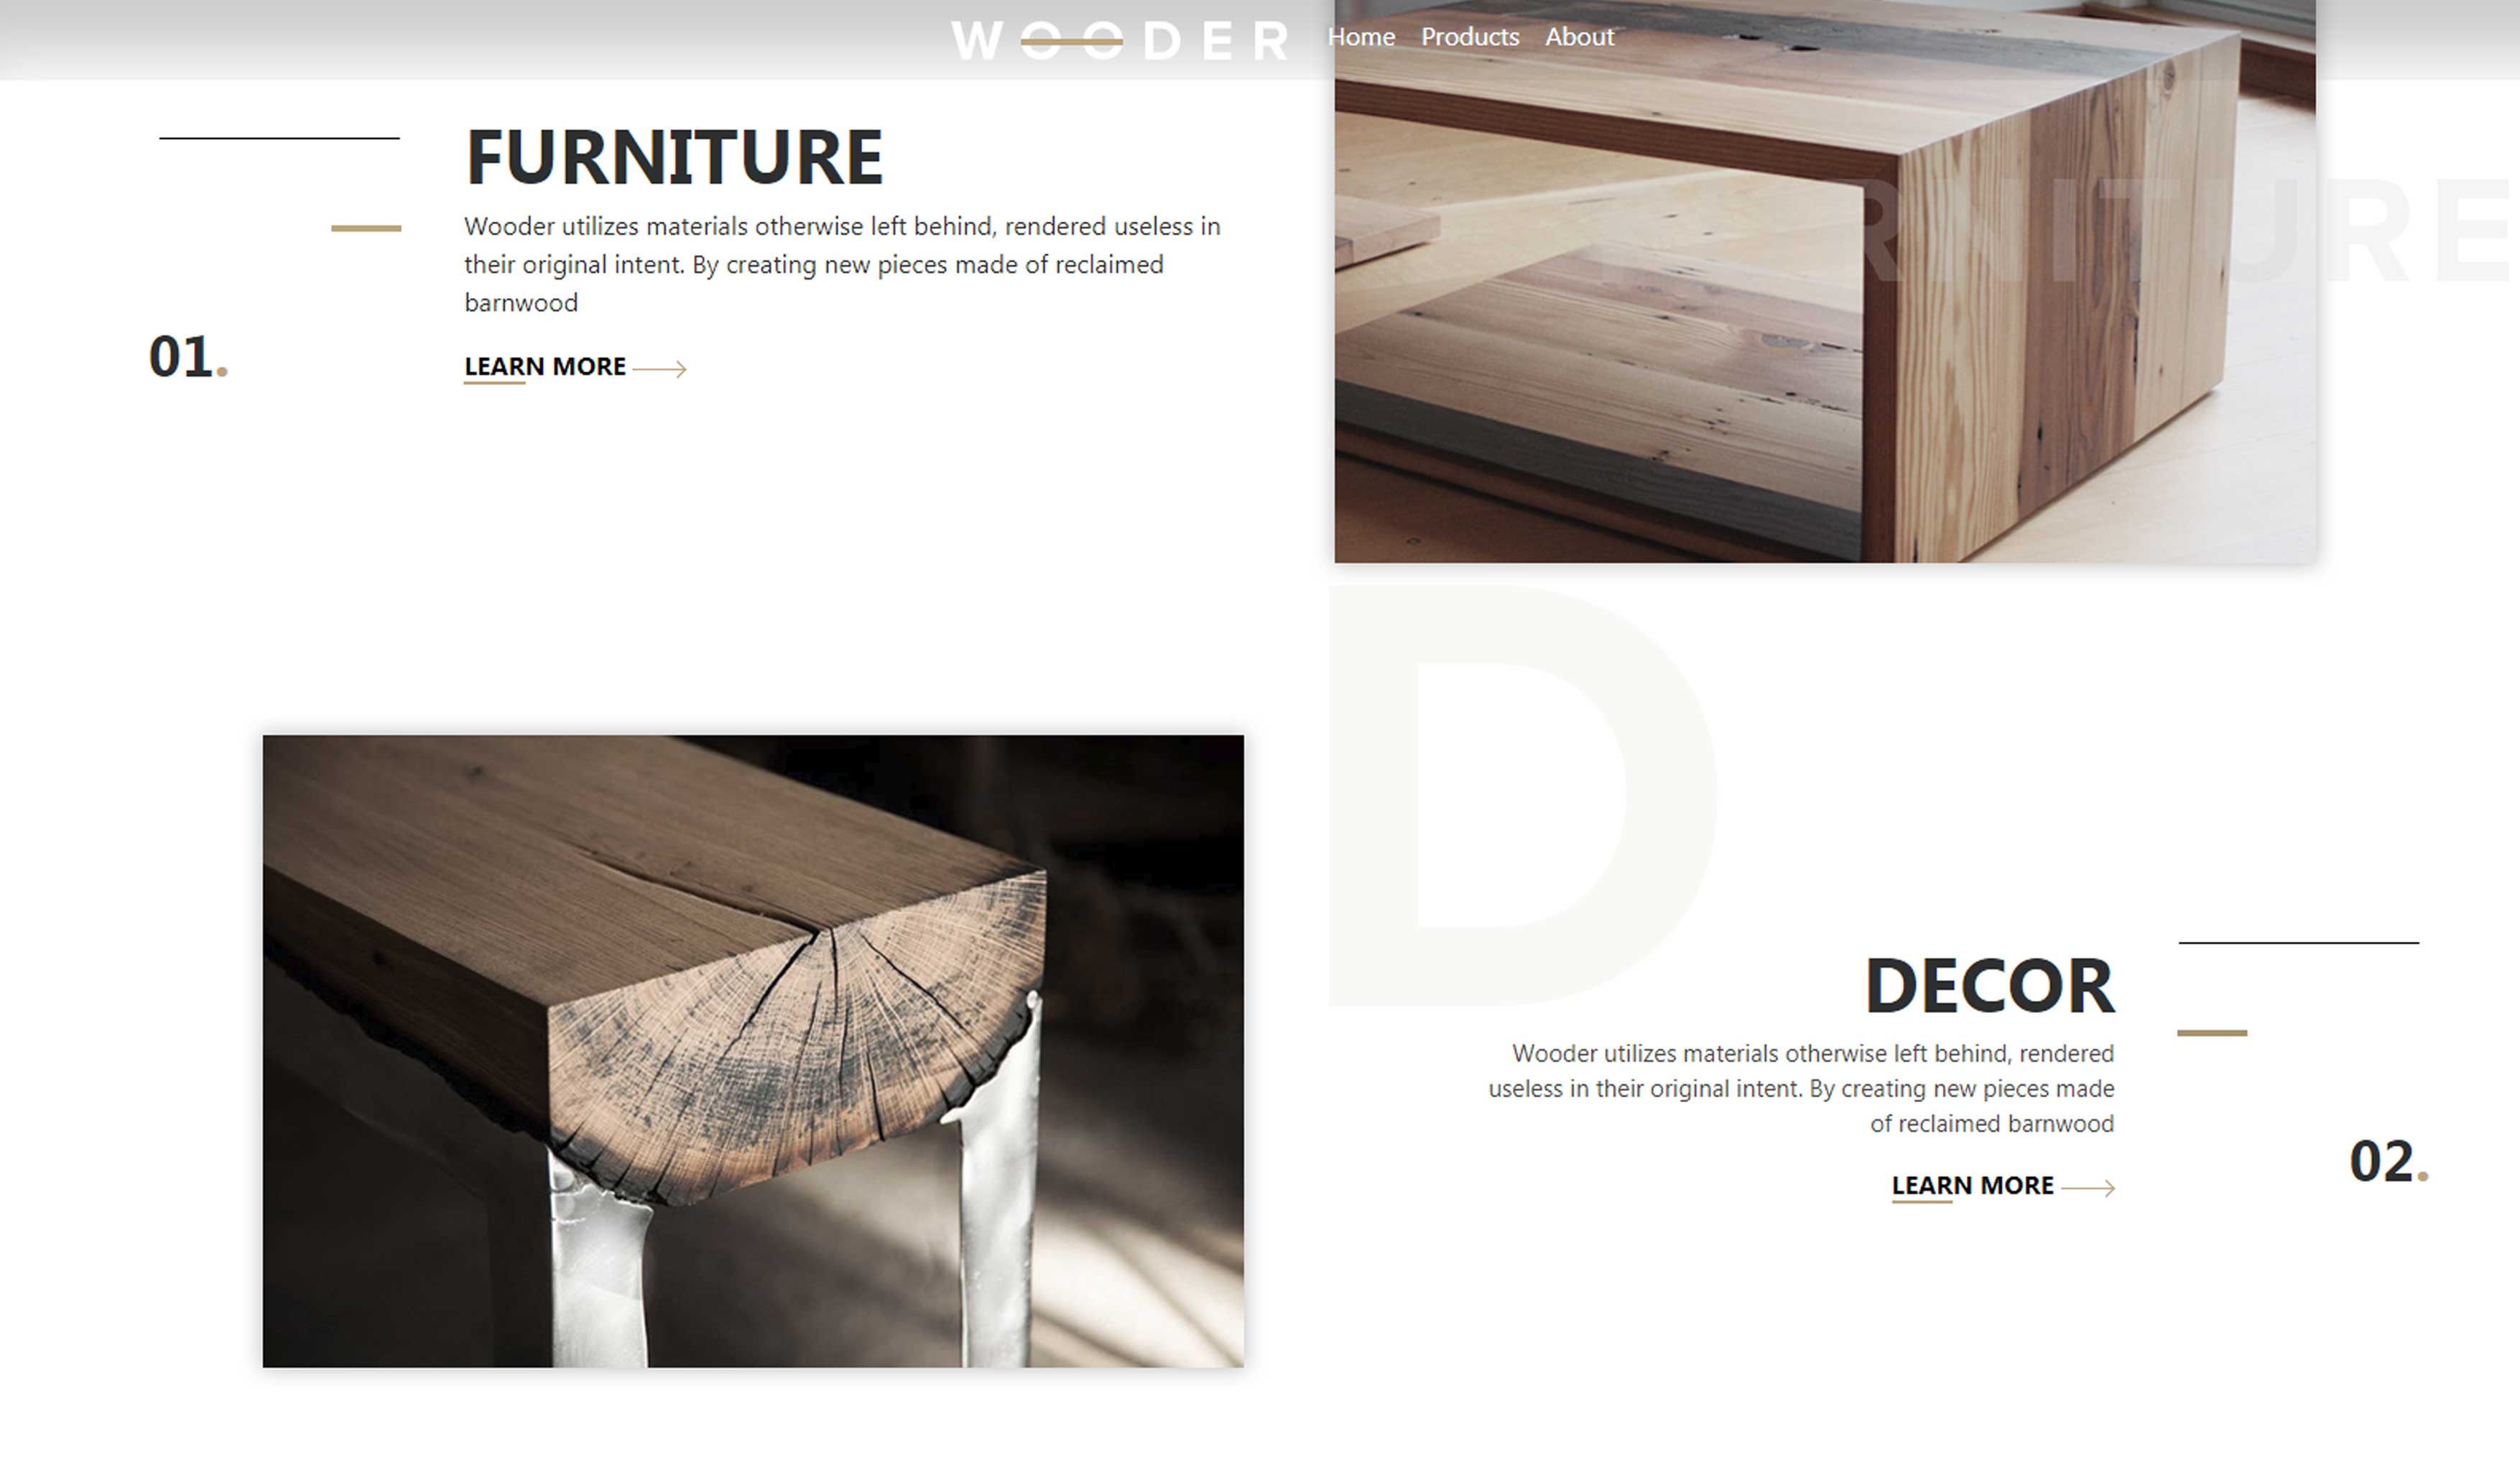 WOODER Home Products About
FURNITURE
Wooder utilizes materials otherwise left behind, rendered useless in
their original intent. By creating new pieces made of reclaimed
barnwood
01.
LEARN MORE
FURNITURE
D
DECOR
Wooder utilizes materials otherwise left behind, rendered
useless in their original intent. By creating new pieces made
of reclaimed barnwood
02.
LEARN MORE